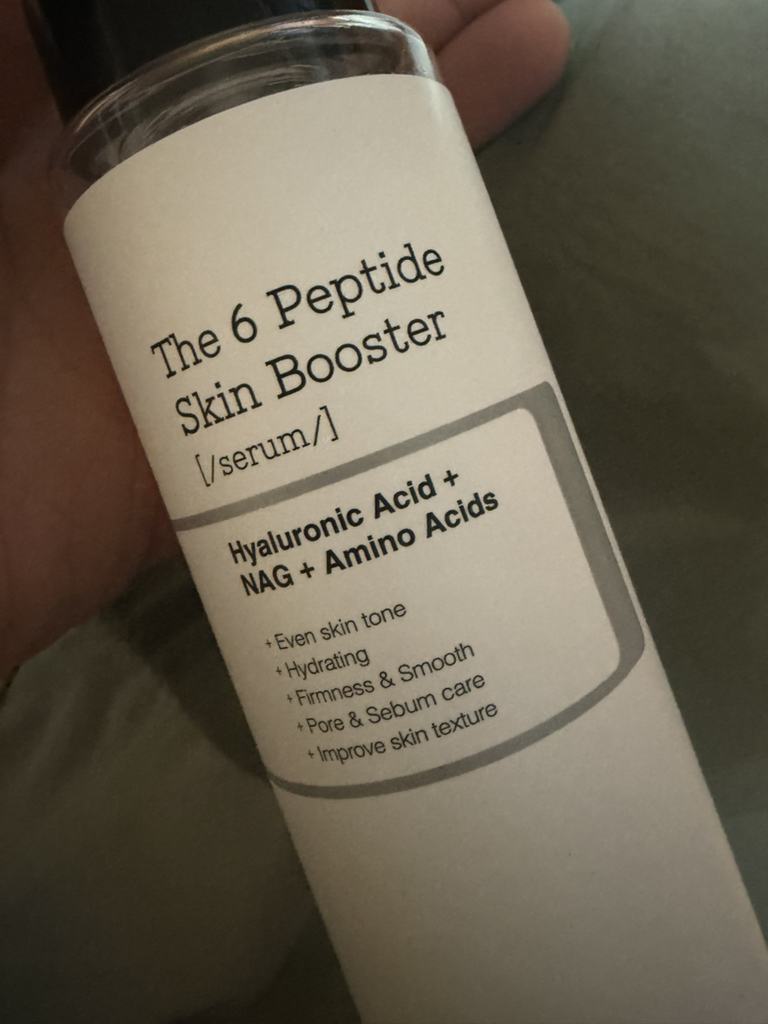 The 6 Peptide
Skin Booster
[/serum/]
Hyaluronic Acid +
NAG + Amino Acids
+ Even skin tone
+ Hydrating
+ Firmness & Smooth
+ Pore & Sebum care
+ Improve skin texture